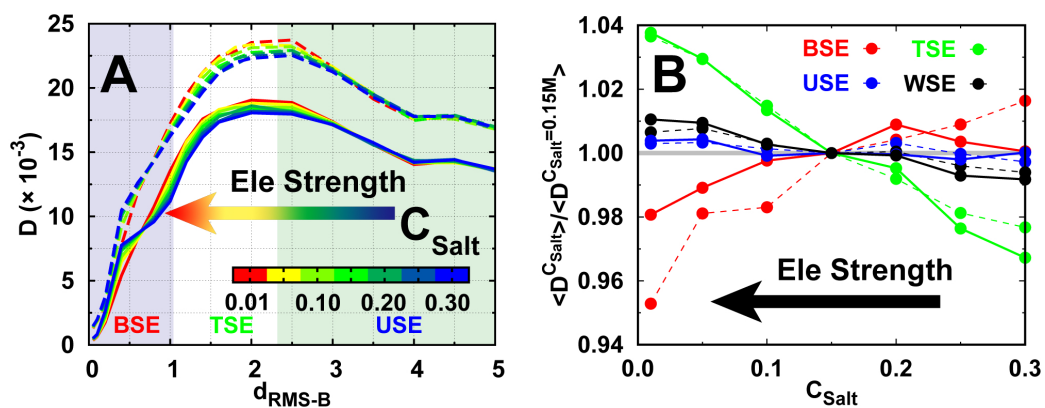 A
25
20
15
10
5
0
D (× 10⁻³)
Ele Strength
C_Salt
0.01 0.10 0.20 0.30
BSE TSE USE
0 1 2 3 4 5
d_RMS-B
B
1.04
1.02
1.00
0.98
0.96
0.94
<D^C_Salt>/<D^C_Salt=0.15M>
BSE TSE
USE WSE
Ele Strength
0 0.1 0.2 0.3
C_Salt